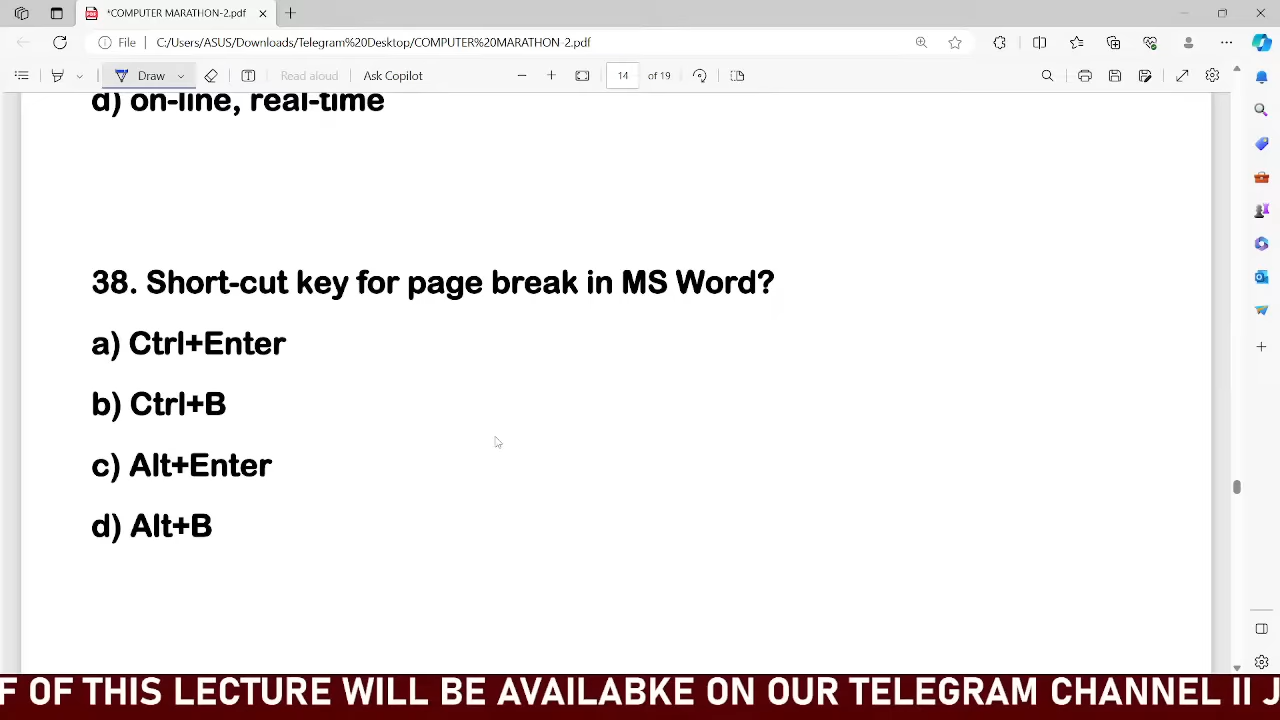 *COMPUTER MARATHON-2.pdf
File C:/Users/ASUS/Downloads/Telegram%20Desktop/COMPUTER%20MARATHON-2.pdf
Draw Read aloud Ask Copilot 14 of 19
d) on-line, real-time
38. Short-cut key for page break in MS Word?
a) Ctrl+Enter
b) Ctrl+B
c) Alt+Enter
d) Alt+B
F OF THIS LECTURE WILL BE AVAILABKE ON OUR TELEGRAM CHANNEL II J